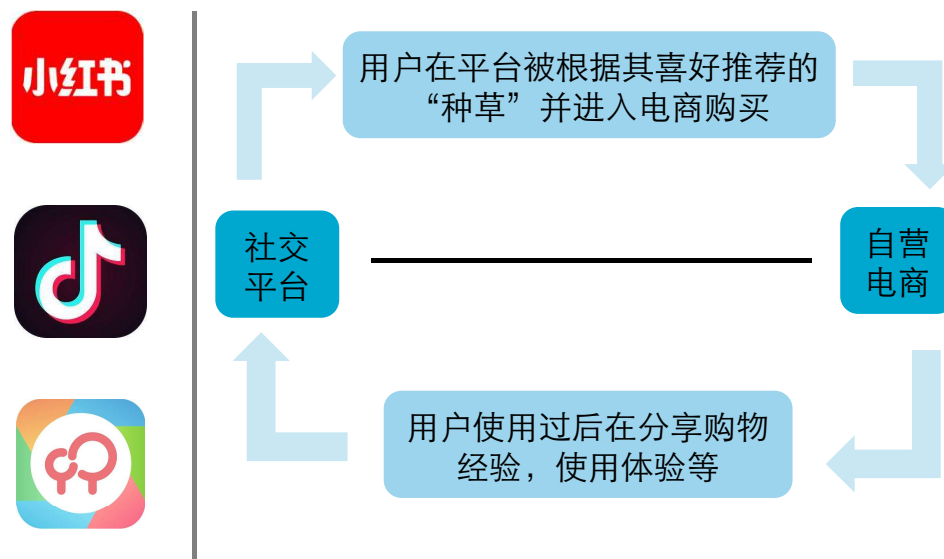 小红书
用户在平台被根据其喜好推荐的
“种草”并进入电商购买
社交
平台
自营
电商
用户使用过后在分享购物
经验，使用体验等